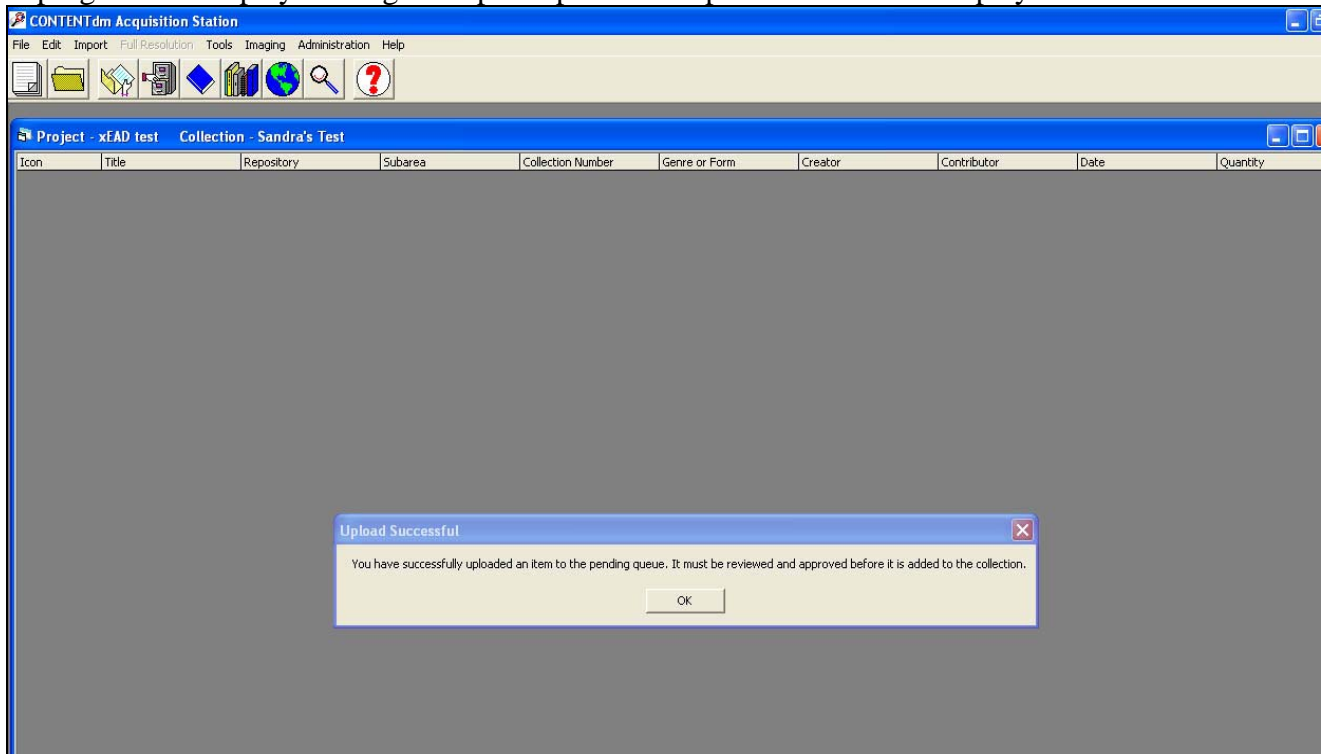 CONTENTdm Acquisition Station
File Edit Import Full Resolution Tools Imaging Administration Help
Project - xEAD test Collection - Sandra's Test
Icon Title Repository Subarea Collection Number Genre or Form Creator Contributor Date Quantity
Upload Successful
You have successfully uploaded an item to the pending queue. It must be reviewed and approved before it is added to the collection.
OK